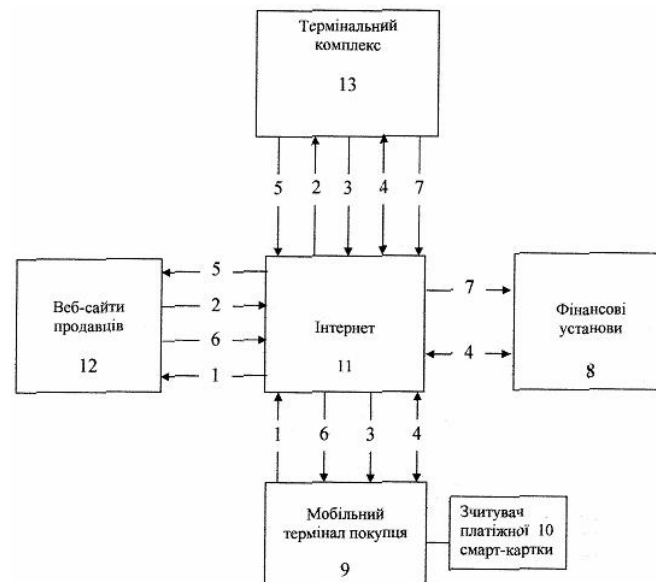 Термінальний
комплекс
13
5 2 3 4 7
5
2
6
1
Веб-сайти
продавців
12
Інтернет
11
7
4
Фінансові
установи
8
1 6 3 4
Мобільний
термінал покупця
9
Зчитувач
платіжної 10
смарт-картки